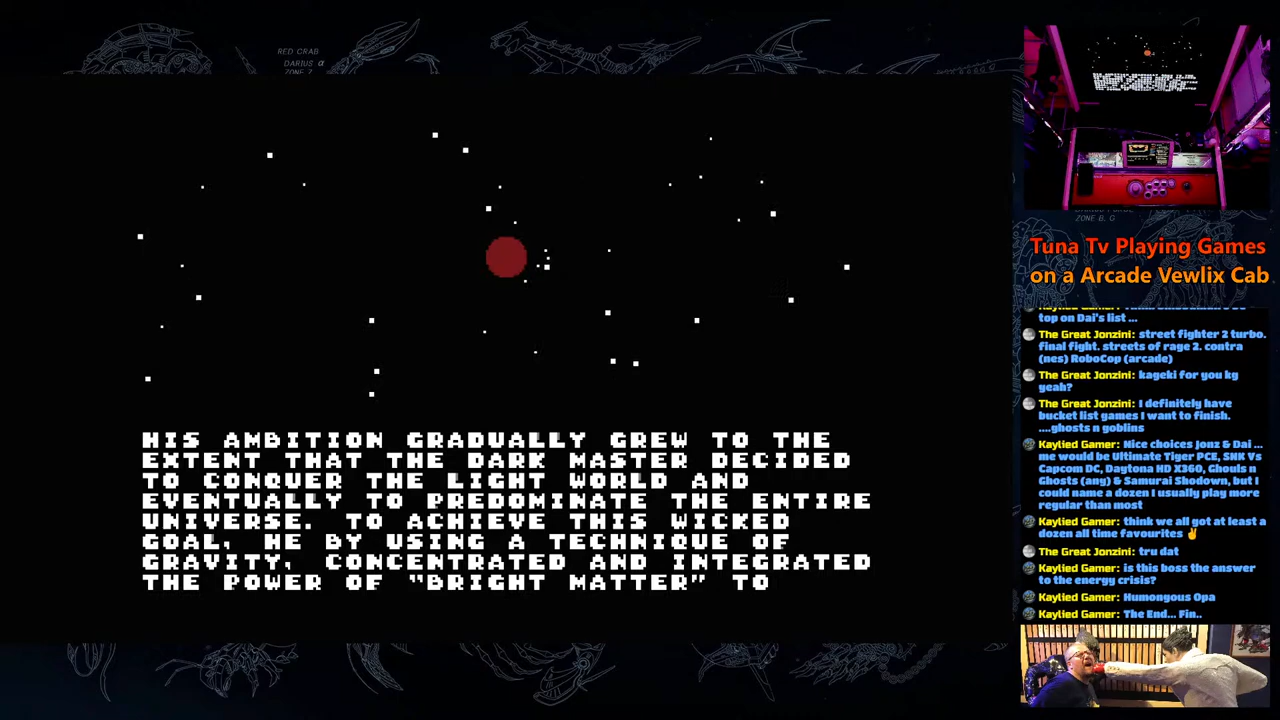 RED CRAB
DARIUS α
ZONE Z
HIS AMBITION GRADUALLY GREW TO THE
EXTENT THAT THE DARK MASTER DECIDED
TO CONQUER THE LIGHT WORLD AND
EVENTUALLY TO PREDOMINATE THE ENTIRE
UNIVERSE. TO ACHIEVE THIS WICKED
GOAL, HE BY USING A TECHNIQUE OF
GRAVITY, CONCENTRATED AND INTEGRATED
THE POWER OF "BRIGHT MATTER" TO
ZONE B, G
Tuna Tv Playing Games
on a Arcade Vewlix Cab
top on Dai's list ...
The Great Jonzini: street fighter 2 turbo.
final fight. streets of rage 2. contra
(nes) RoboCop (arcade)
The Great Jonzini: kageki for you kg
yeah?
The Great Jonzini: I definitely have
bucket list games I want to finish.
....ghosts n goblins
Kaylied Gamer: Nice choices Jonz & Dai ...
me would be Ultimate Tiger PCE, SNK Vs
Capcom DC, Daytona HD X360, Ghouls n
Ghosts (any) & Samurai Shodown, but I
could name a dozen I usually play more
regular than most
Kaylied Gamer: think we all got at least a
dozen all time favourites ✌
The Great Jonzini: tru dat
Kaylied Gamer: is this boss the answer
to the energy crisis?
Kaylied Gamer: Humongous Opa
Kaylied Gamer: The End... Fin..